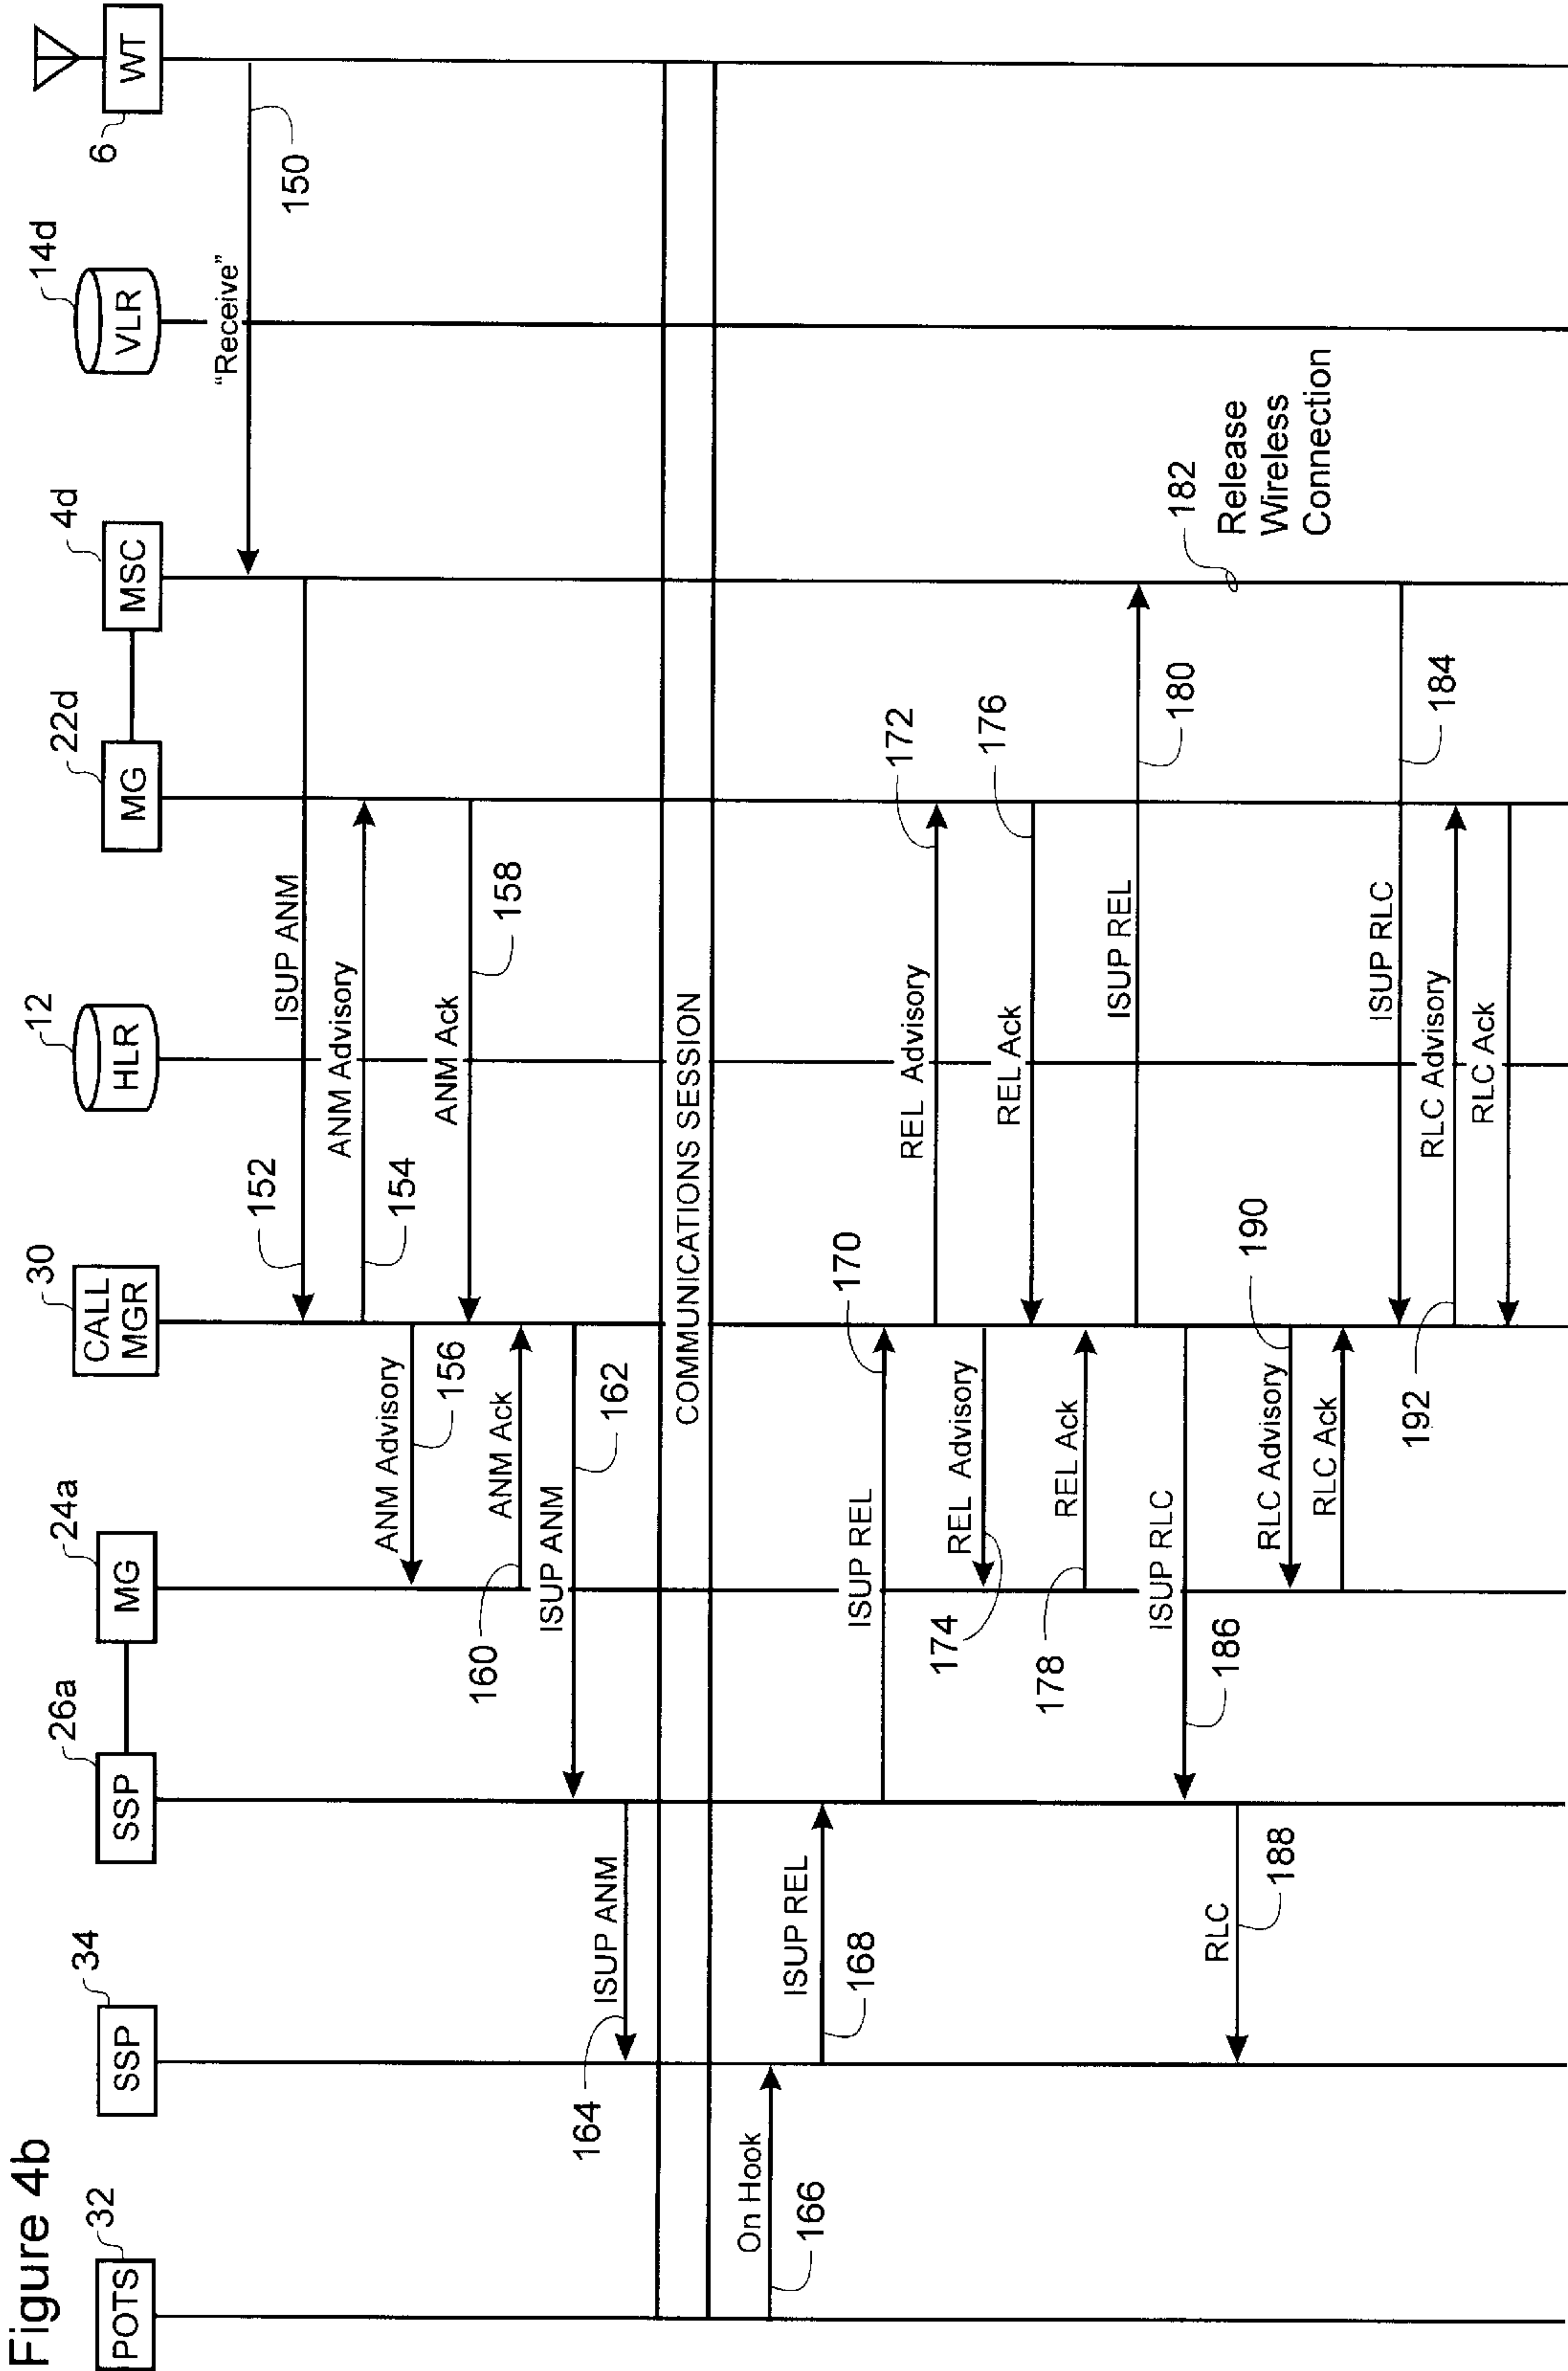 Figure 4b
32
POTS
34
SSP
26a
SSP
24a
MG
30
CALL
MGR
12
HLR
22d
MG
4d
MSC
14d
VLR
6
WT
“Receive”
150
ISUP ANM
152
ANM Advisory
154
ANM Advisory
156
ANM Ack
158
ANM Ack
160
ISUP ANM
162
ISUP ANM
164
COMMUNICATIONS SESSION
On Hook
166
ISUP REL
168
ISUP REL
170
REL Advisory
172
REL Advisory
174
REL Ack
176
REL Ack
178
ISUP REL
180
182
Release
Wireless
Connection
ISUP RLC
186
RLC
188
RLC Advisory
190
RLC Ack
ISUP RLC
184
RLC Advisory
192
RLC Ack